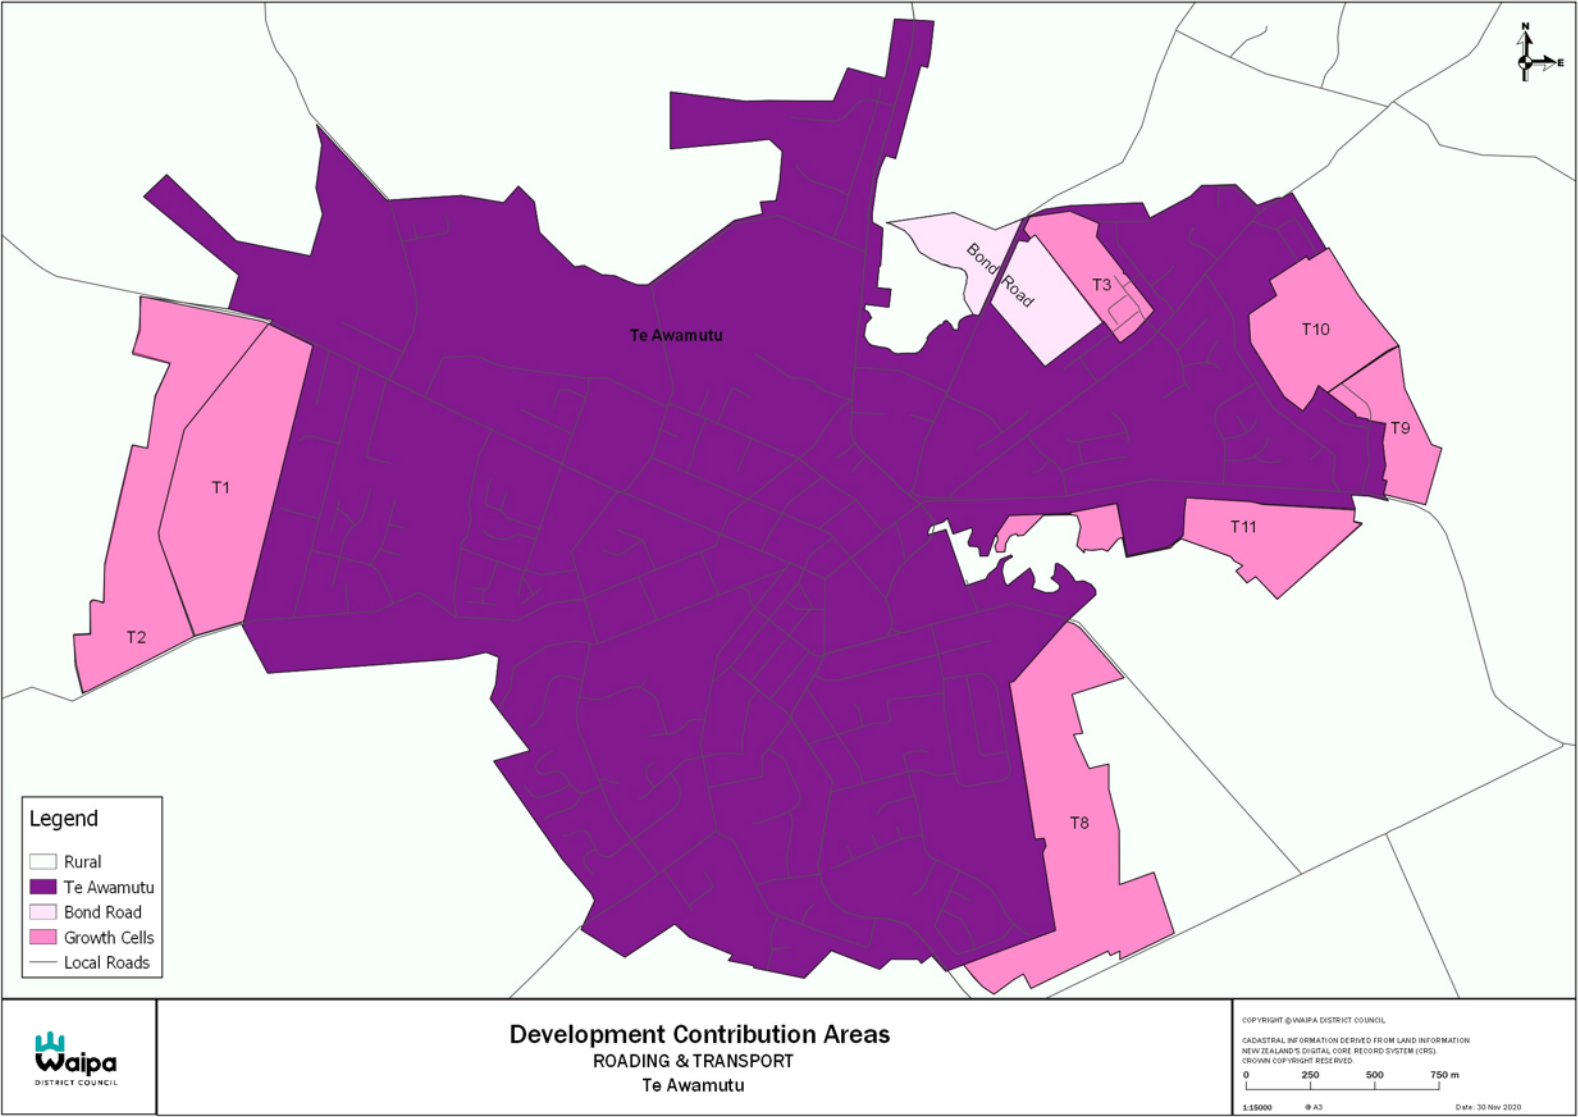 N
E
Bond Road
T3
T10
Te Awamutu
T9
T1
T11
T2
T8
Legend
Rural
Te Awamutu
Bond Road
Growth Cells
Local Roads
Waipa
DISTRICT COUNCIL
Development Contribution Areas
ROADING & TRANSPORT
Te Awamutu
COPYRIGHT © WAIPA DISTRICT COUNCIL
CADASTRAL INFORMATION DERIVED FROM LAND INFORMATION
NEW ZEALAND'S DIGITAL CORE RECORD SYSTEM (CRS).
CROWN COPYRIGHT RESERVED.
0 250 500 750 m
1:15000 @ A3 Date: 30 Nov 2020